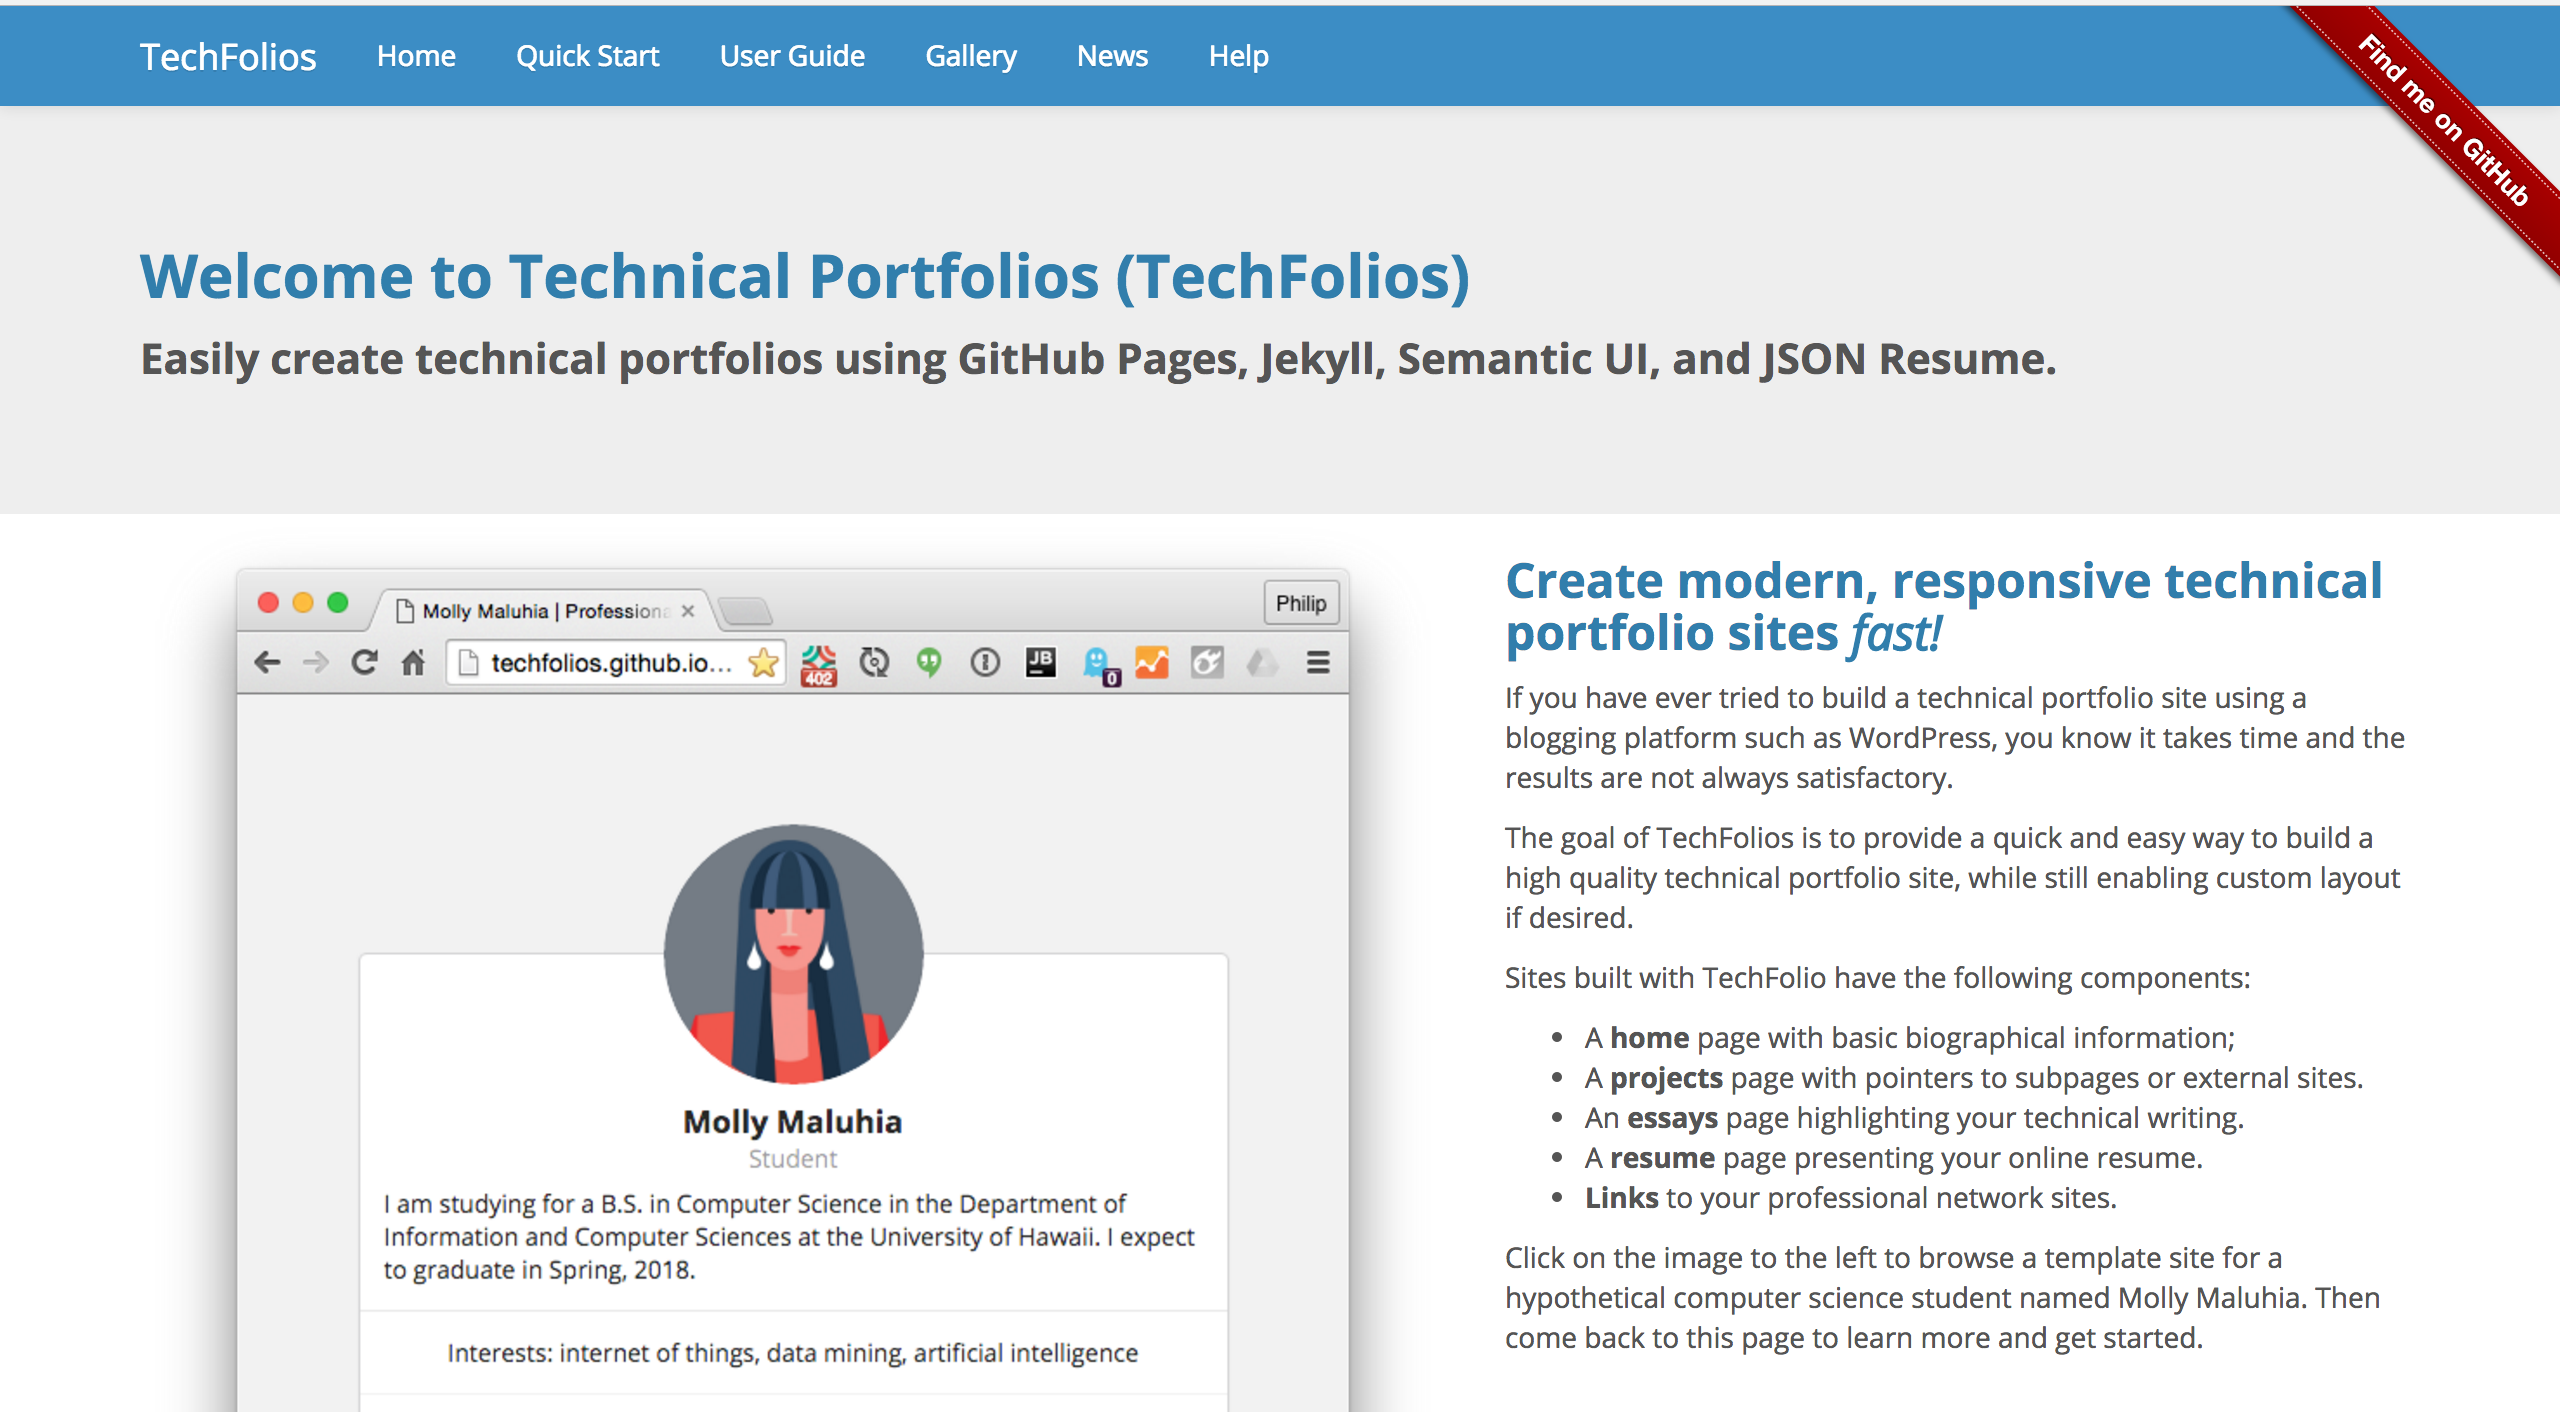 TechFolios Home Quick Start User Guide Gallery News Help
Find me on GitHub
Welcome to Technical Portfolios (TechFolios)
Easily create technical portfolios using GitHub Pages, Jekyll, Semantic UI, and JSON Resume.
Molly Maluhia | Professiona
Philip
techfolios.github.io...
402
JB
0
Molly Maluhia
Student
I am studying for a B.S. in Computer Science in the Department of
Information and Computer Sciences at the University of Hawaii. I expect
to graduate in Spring, 2018.
Interests: internet of things, data mining, artificial intelligence
Create modern, responsive technical
portfolio sites fast!
If you have ever tried to build a technical portfolio site using a
blogging platform such as WordPress, you know it takes time and the
results are not always satisfactory.
The goal of TechFolios is to provide a quick and easy way to build a
high quality technical portfolio site, while still enabling custom layout
if desired.
Sites built with TechFolio have the following components:
• A home page with basic biographical information;
• A projects page with pointers to subpages or external sites.
• An essays page highlighting your technical writing.
• A resume page presenting your online resume.
• Links to your professional network sites.
Click on the image to the left to browse a template site for a
hypothetical computer science student named Molly Maluhia. Then
come back to this page to learn more and get started.